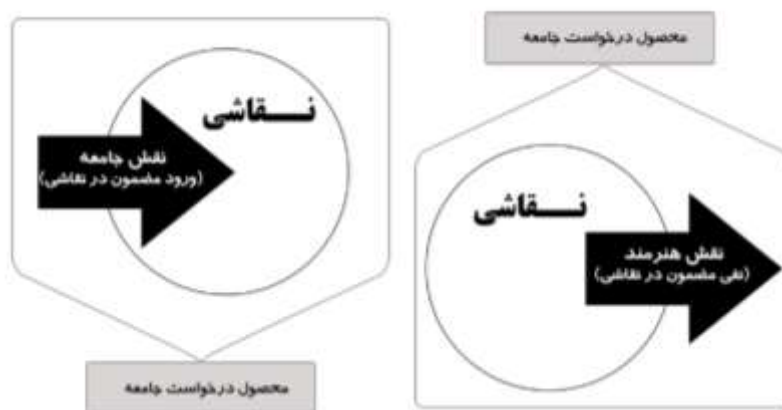 محصول درخواست جامعه
نـــقاشی
نقش هنرمند
(نفی مضمون در نقاشی)
نـــقاشی
نقش جامعه
(ورود مضمون در نقاشی)
محصول درخواست جامعه